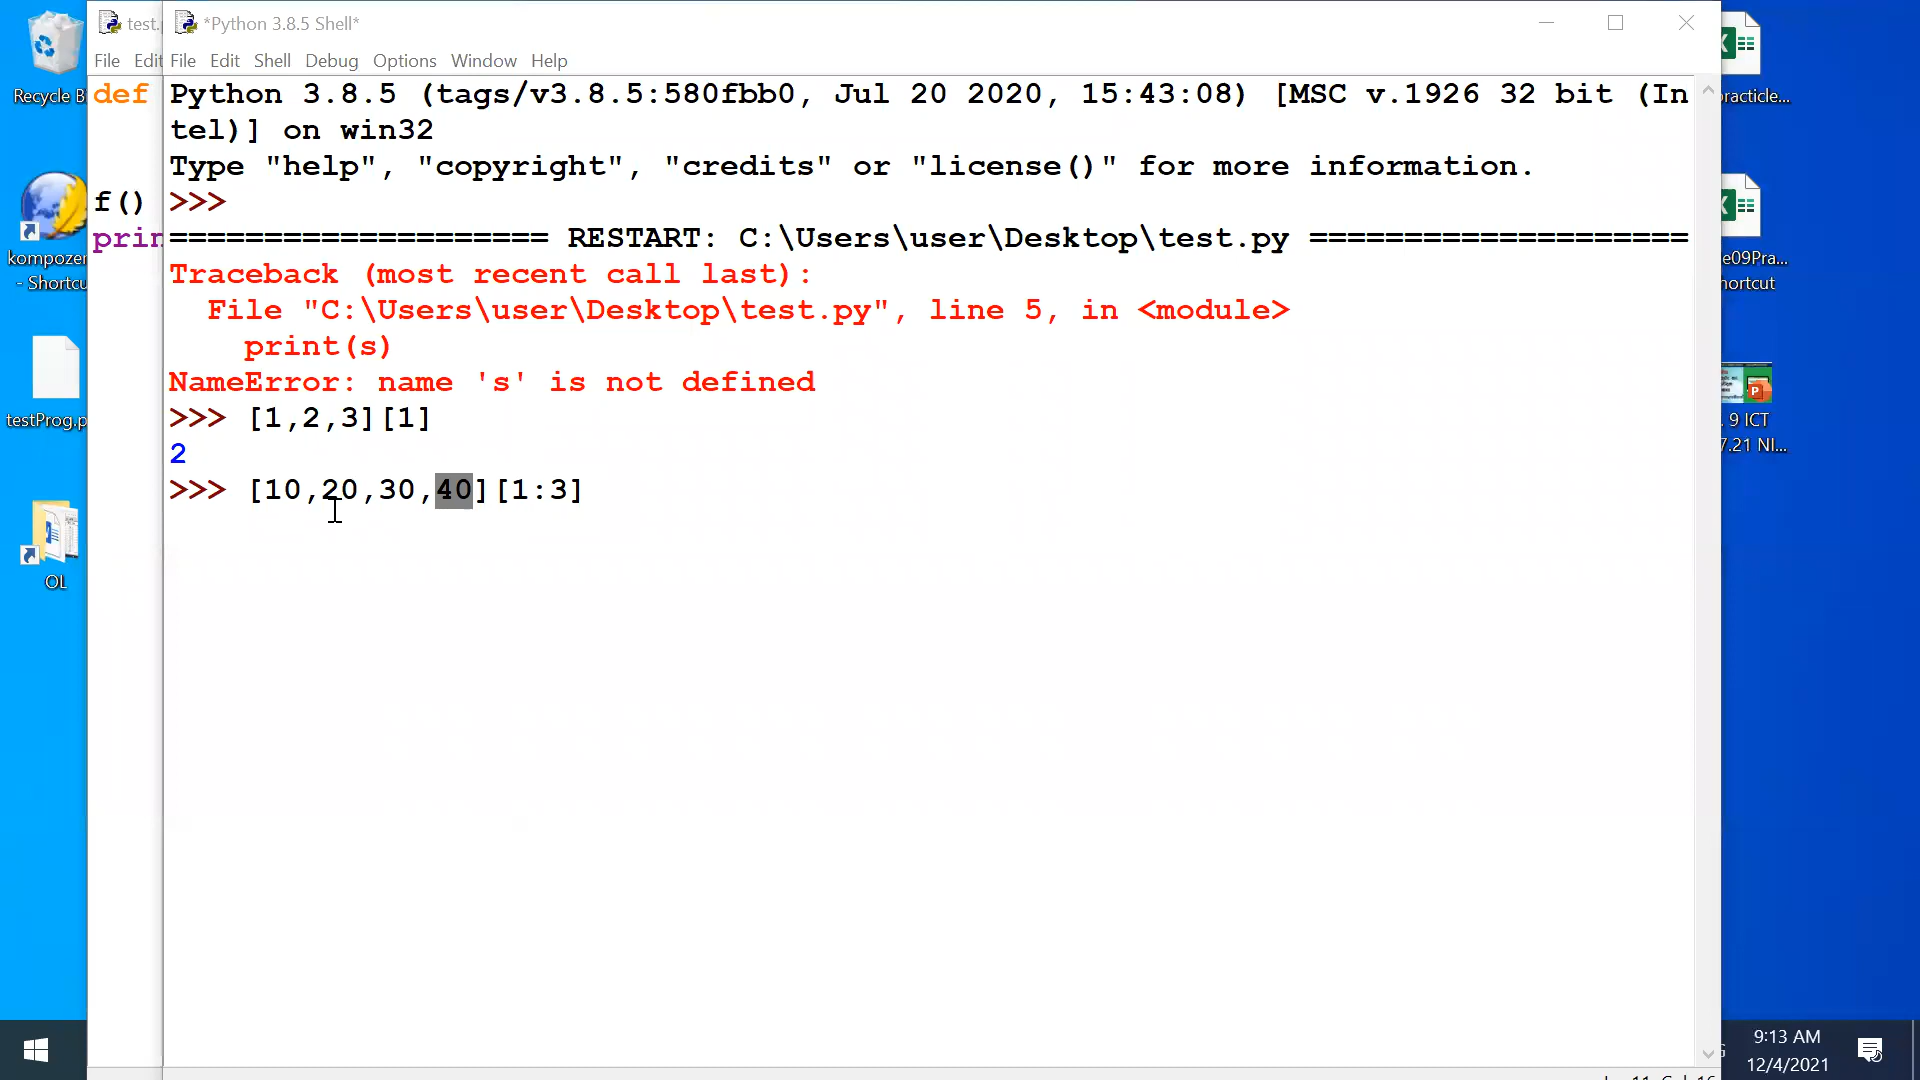 test.
*Python 3.8.5 Shell*
File Edit
File Edit Shell Debug Options Window Help
Recycle B
def
f()
prin
Python 3.8.5 (tags/v3.8.5:580fbb0, Jul 20 2020, 15:43:08) [MSC v.1926 32 bit (In
tel)] on win32
Type "help", "copyright", "credits" or "license()" for more information.
>>>
==================== RESTART: C:\Users\user\Desktop\test.py ====================
Traceback (most recent call last):
  File "C:\Users\user\Desktop\test.py", line 5, in <module>
    print(s)
NameError: name 's' is not defined
>>> [1,2,3][1]
2
>>> [10,20,30,40][1:3]
kompozer
- Shortcu
testProg.p
OL
racticle...
e09Pra...
hortcut
. 9 ICT
7.21 NI...
9:13 AM
12/4/2021